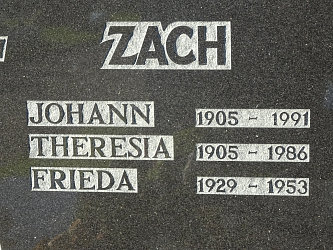 ZACH
JOHANN 1905 - 1991
THERESIA 1905 - 1986
FRIEDA 1929 - 1953